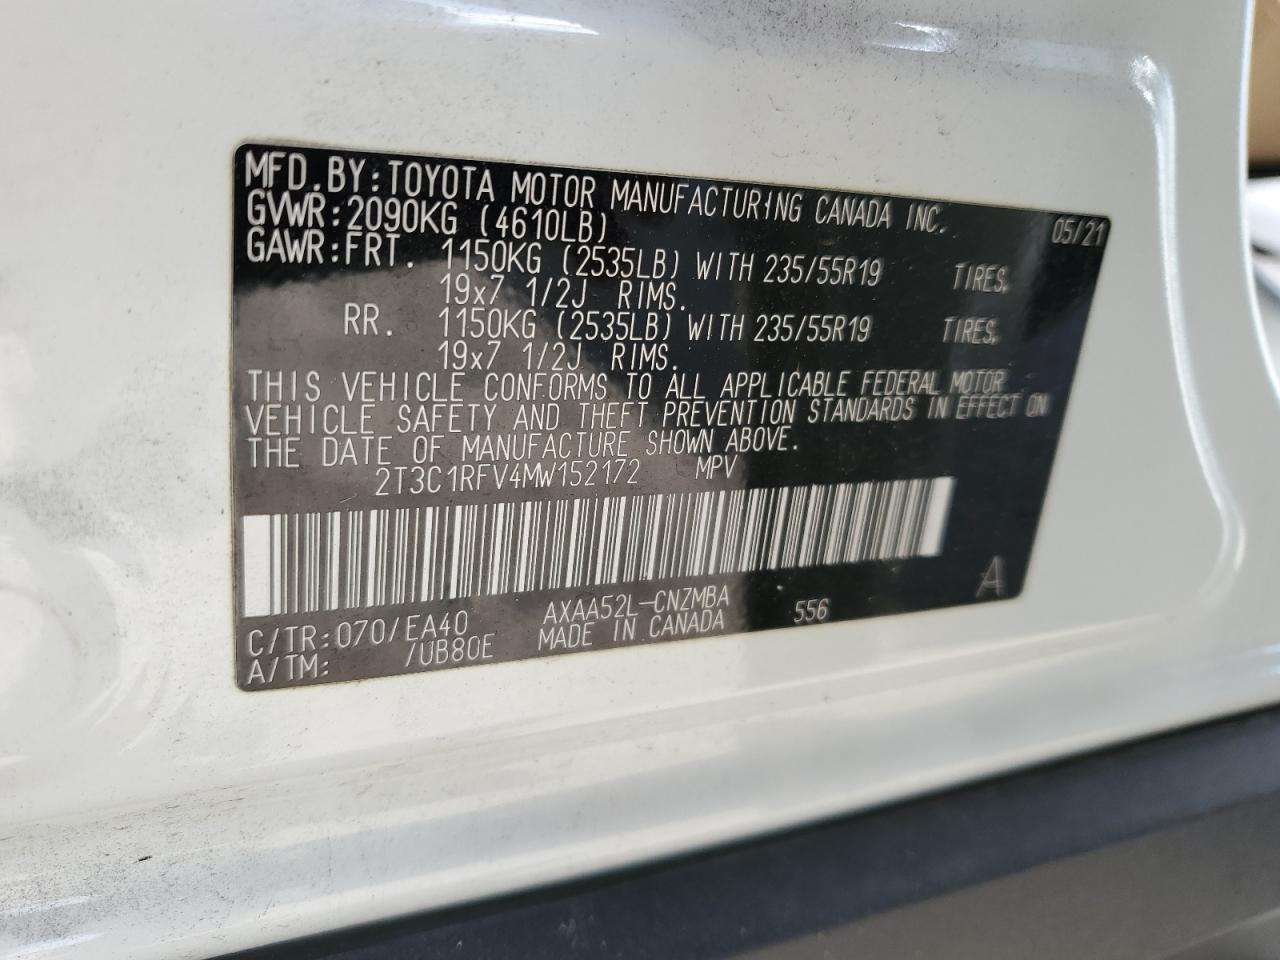 MFD.BY:TOYOTA MOTOR MANUFACTURING CANADA INC. 05/21
GVWR:2090KG (4610LB)
GAWR:FRT. 1150KG (2535LB) WITH 235/55R19 TIRES,
19x7 1/2J RIMS.
RR. 1150KG (2535LB) WITH 235/55R19 TIRES,
19x7 1/2J RIMS.
THIS VEHICLE CONFORMS TO ALL APPLICABLE FEDERAL MOTOR
VEHICLE SAFETY AND THEFT PREVENTION STANDARDS IN EFFECT ON
THE DATE OF MANUFACTURE SHOWN ABOVE.
2T3C1RFV4MW152172 MPV
A
C/TR:070/EA40 AXAA52L-CNZMBA 556
A/TM: /UB80E MADE IN CANADA